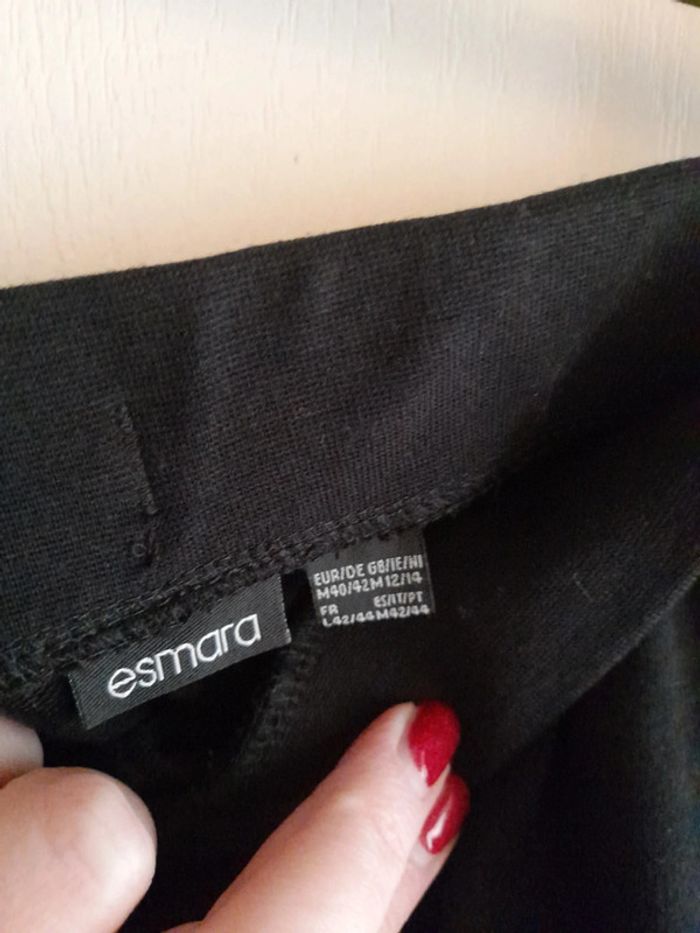 esmara
EUR/DE GB/IE/NI
M40/42 M12/14
FR ES/IT/PT
L42/44 M42/44